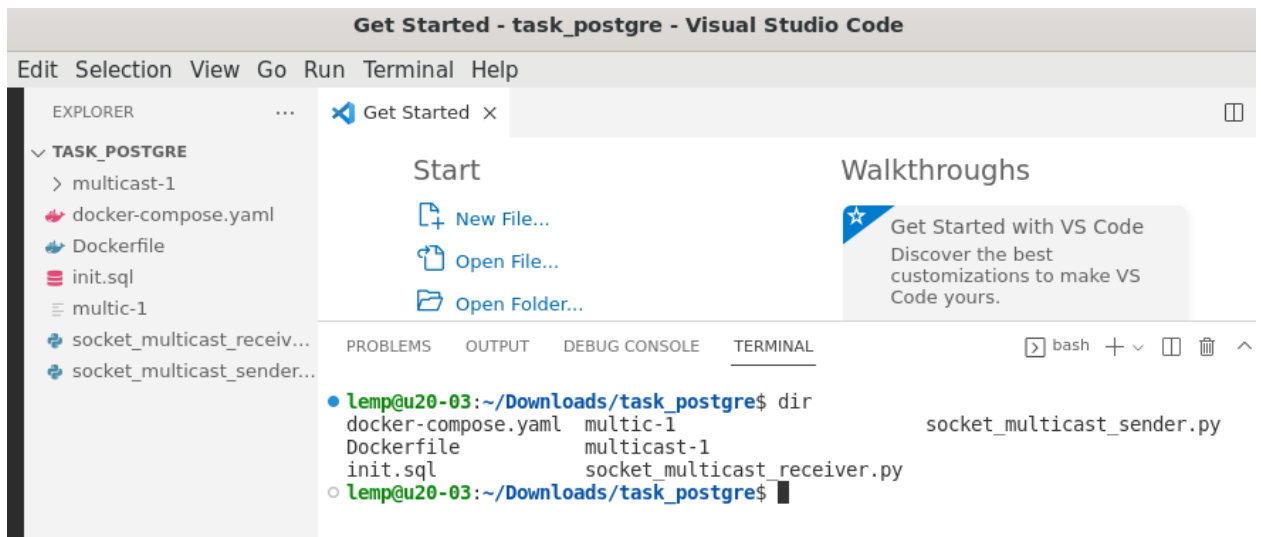 Get Started - task_postgre - Visual Studio Code
Edit Selection View Go Run Terminal Help
EXPLORER ···
TASK_POSTGRE
multicast-1
docker-compose.yaml
Dockerfile
init.sql
multic-1
socket_multicast_receiv...
socket_multicast_sender...
Get Started
Start
New File...
Open File...
Open Folder...
Walkthroughs
Get Started with VS Code
Discover the best
customizations to make VS
Code yours.
PROBLEMS OUTPUT DEBUG CONSOLE TERMINAL bash
lemp@u20-03:~/Downloads/task_postgre$ dir
docker-compose.yaml multic-1 socket_multicast_sender.py
Dockerfile multicast-1
init.sql socket_multicast_receiver.py
lemp@u20-03:~/Downloads/task_postgre$